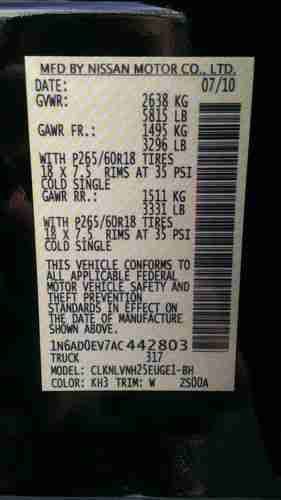 MFD BY NISSAN MOTOR CO., LTD.
DATE: 07/10
GVWR: 2638 KG
5815 LB
GAWR FR.: 1495 KG
3296 LB
WITH P265/60R18 TIRES
18 X 7.5 RIMS AT 35 PSI
COLD SINGLE
GAWR RR.: 1511 KG
3331 LB
WITH P265/60R18 TIRES
18 X 7.5 RIMS AT 35 PSI
COLD SINGLE
THIS VEHICLE CONFORMS TO
ALL APPLICABLE FEDERAL
MOTOR VEHICLE SAFETY AND
THEFT PREVENTION
STANDARDS IN EFFECT ON
THE DATE OF MANUFACTURE
SHOWN ABOVE.
1N6AD0EV7AC442803
TRUCK 317
MODEL: CLKNLVNH25EUGEI-BH
COLOR: KH3 TRIM: W 2S00A